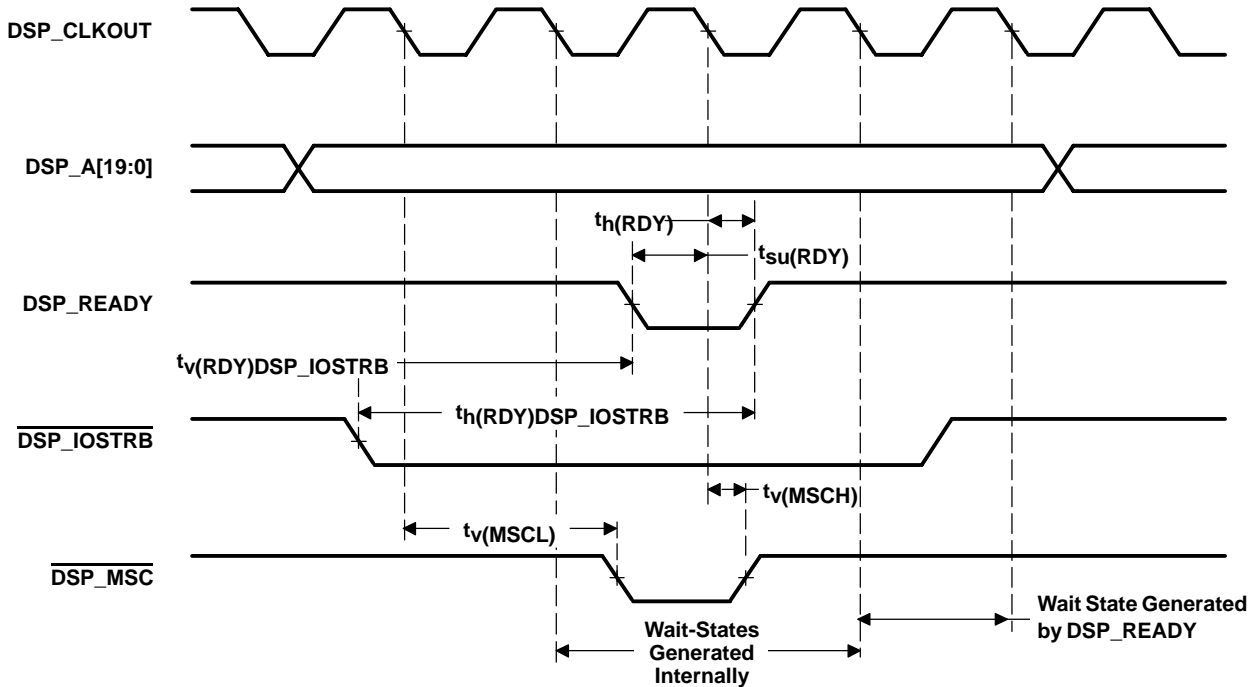 DSP_CLKOUT
DSP_A[19:0]
th(RDY)
tsu(RDY)
DSP_READY
tv(RDY)DSP_IOSTRB
th(RDY)DSP_IOSTRB
DSP_IOSTRB
tv(MSCH)
tv(MSCL)
DSP_MSC
Wait-States
Generated
Internally
Wait State Generated
by DSP_READY